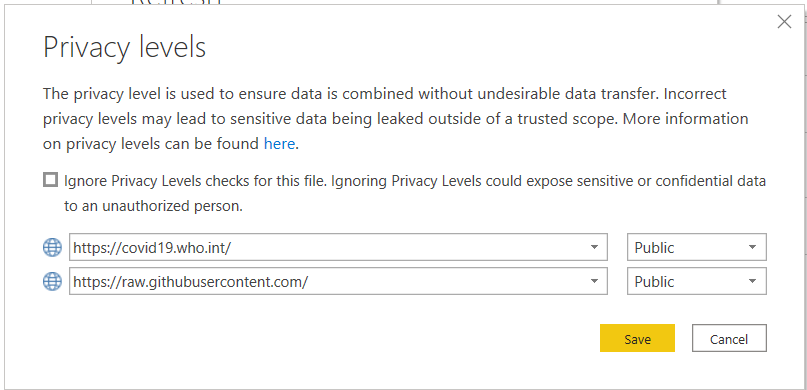 Refresh
Privacy levels
The privacy level is used to ensure data is combined without undesirable data transfer. Incorrect
privacy levels may lead to sensitive data being leaked outside of a trusted scope. More information
on privacy levels can be found here.
Ignore Privacy Levels checks for this file. Ignoring Privacy Levels could expose sensitive or confidential data
to an unauthorized person.
https://covid19.who.int/ Public
https://raw.githubusercontent.com/ Public
Save Cancel